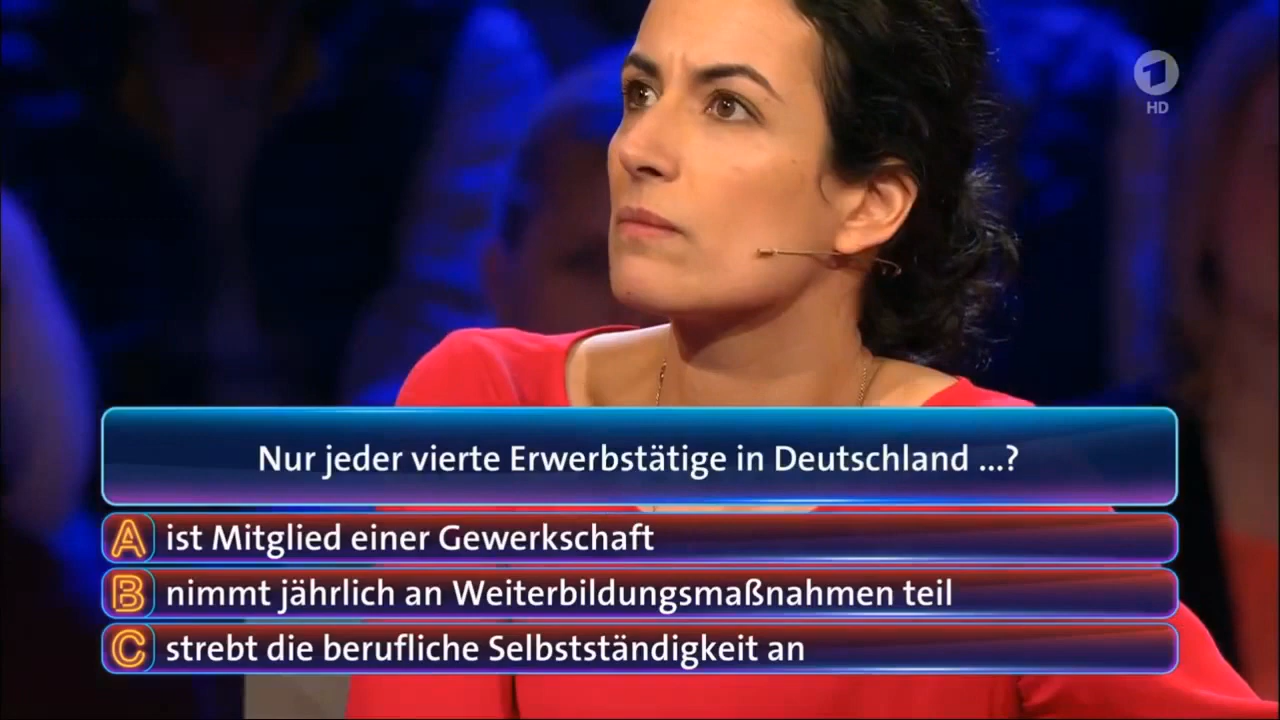 1
HD
Nur jeder vierte Erwerbstätige in Deutschland ...?
A ist Mitglied einer Gewerkschaft
B nimmt jährlich an Weiterbildungsmaßnahmen teil
C strebt die berufliche Selbstständigkeit an